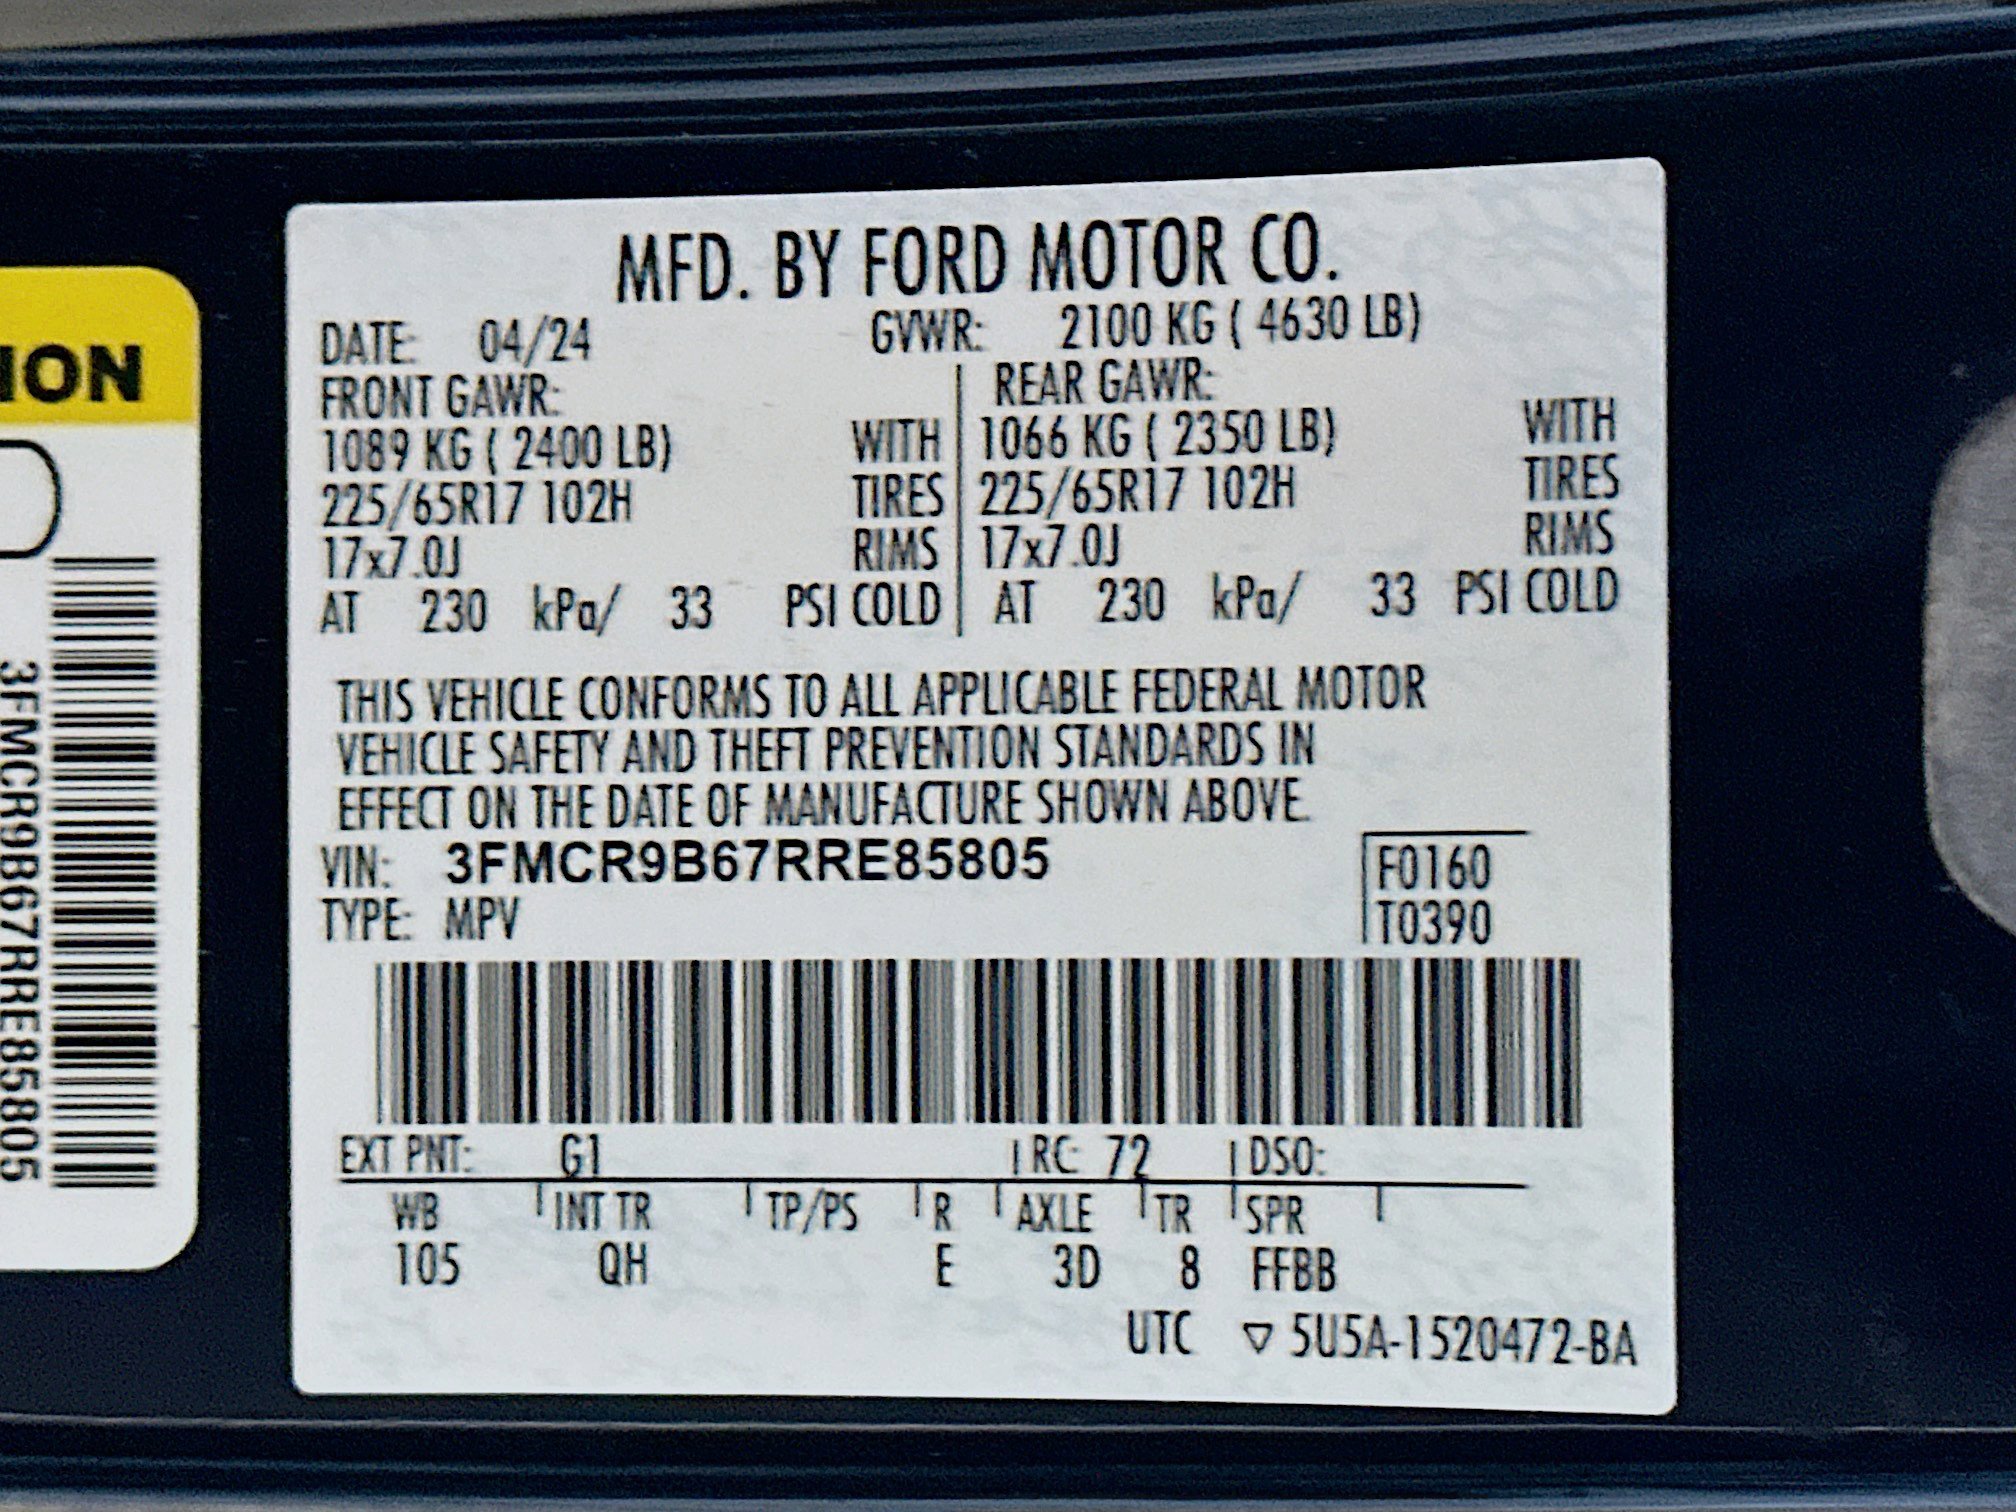 MFD. BY FORD MOTOR CO.
DATE: 04/24 GVWR: 2100 KG ( 4630 LB)
FRONT GAWR: REAR GAWR:
1089 KG ( 2400 LB) WITH 1066 KG ( 2350 LB) WITH
225/65R17 102H TIRES 225/65R17 102H TIRES
17x7.0J RIMS 17x7.0J RIMS
AT 230 kPa/ 33 PSI COLD AT 230 kPa/ 33 PSI COLD
THIS VEHICLE CONFORMS TO ALL APPLICABLE FEDERAL MOTOR
VEHICLE SAFETY AND THEFT PREVENTION STANDARDS IN
EFFECT ON THE DATE OF MANUFACTURE SHOWN ABOVE.
VIN: 3FMCR9B67RRE85805 F0160
TYPE: MPV T0390
EXT PNT: G1 RC: 72 DSO:
WB INT TR TP/PS R AXLE TR SPR
105 QH E 3D 8 FFBB
UTC ▽ 5U5A-1520472-BA
ION
3FMCR9B67RRE85805